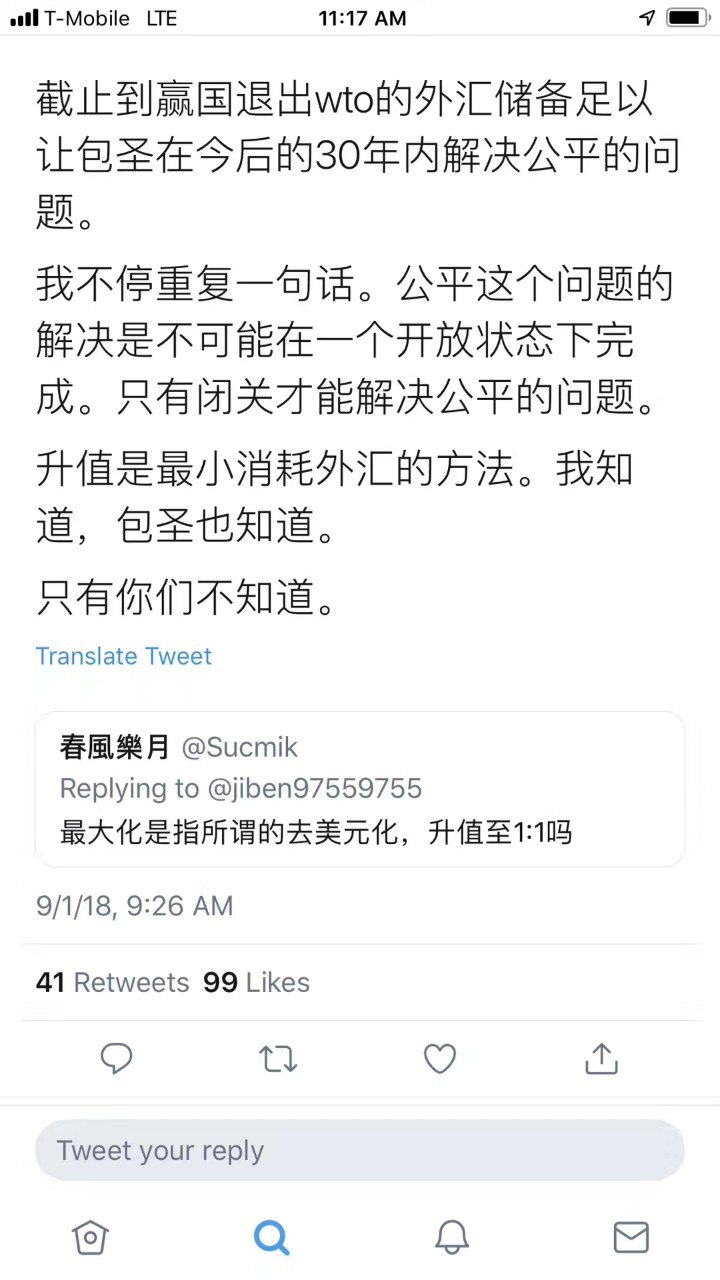 T-Mobile LTE 11:17 AM
截止到赢国退出wto的外汇储备足以
让包圣在今后的30年内解决公平的问
题。
我不停重复一句话。公平这个问题的
解决是不可能在一个开放状态下完
成。只有闭关才能解决公平的问题。
升值是最小消耗外汇的方法。我知
道，包圣也知道。
只有你们不知道。
Translate Tweet
春風樂月 @Sucmik
Replying to @jiben97559755
最大化是指所谓的去美元化，升值至1:1吗
9/1/18, 9:26 AM
41 Retweets 99 Likes
Tweet your reply